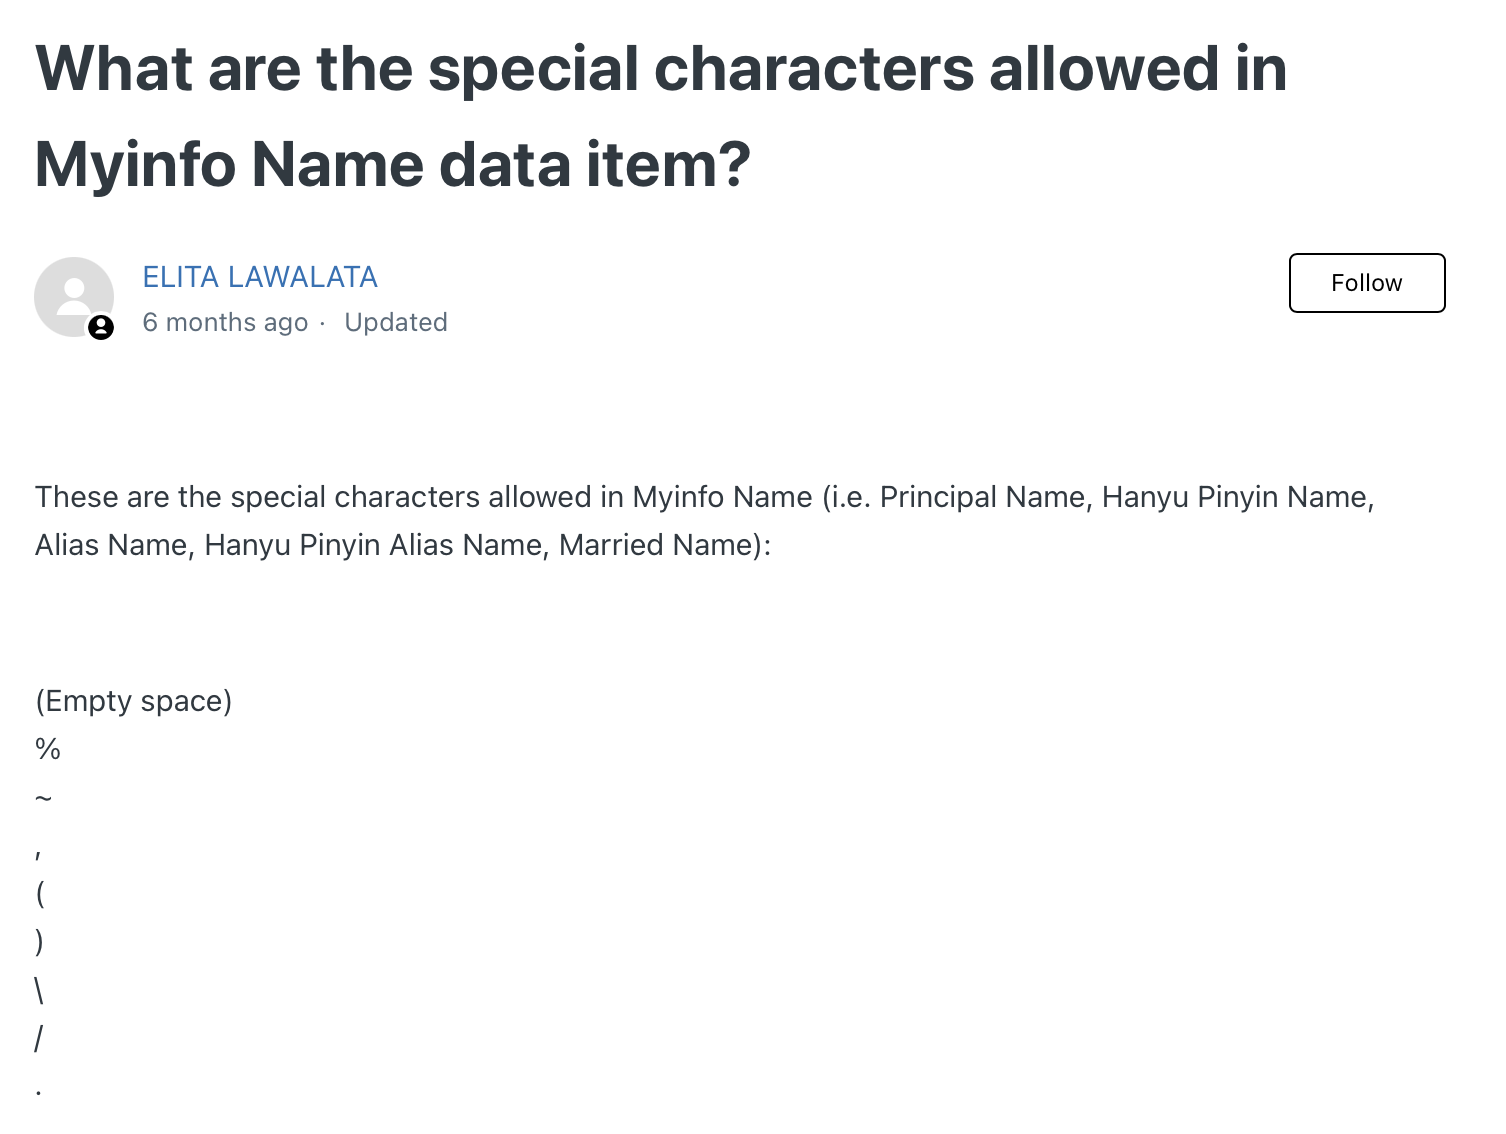 What are the special characters allowed in
Myinfo Name data item?
ELITA LAWALATA
6 months ago · Updated
Follow
These are the special characters allowed in Myinfo Name (i.e. Principal Name, Hanyu Pinyin Name,
Alias Name, Hanyu Pinyin Alias Name, Married Name):
(Empty space)
%
~
,
(
)
\
/
.